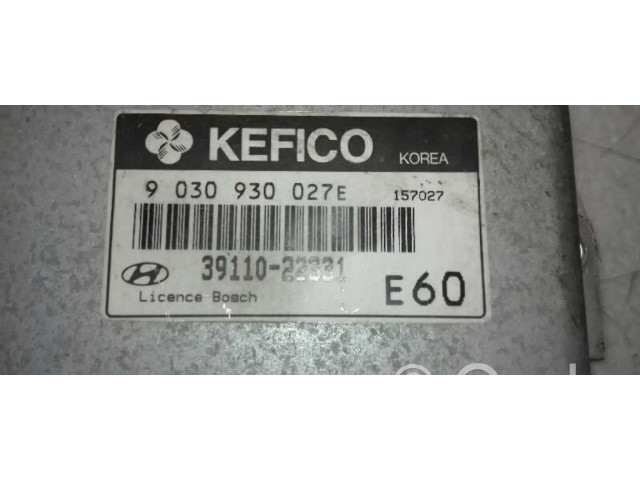 KEFICO KOREA
9 030 930 027E 157027
E60
Licence Bosch